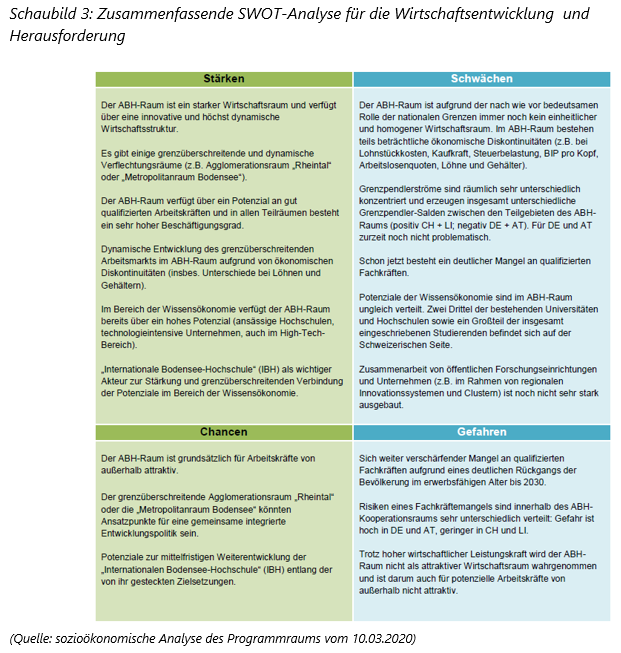 Schaubild 3: Zusammenfassende SWOT-Analyse für die Wirtschaftsentwicklung und
Herausforderung
Stärken
Der ABH-Raum ist ein starker Wirtschaftsraum und verfügt
über eine innovative und höchst dynamische
Wirtschaftsstruktur.
Es gibt einige grenzüberschreitende und dynamische
Verflechtungsräume (z.B. Agglomerationsraum „Rheintal“
oder „Metropolitanraum Bodensee“).
Der ABH-Raum verfügt über ein Potenzial an gut
qualifizierten Arbeitskräften und in allen Teilräumen besteht
ein sehr hoher Beschäftigungsgrad.
Dynamische Entwicklung des grenzüberschreitenden
Arbeitsmarkts im ABH-Raum aufgrund von ökonomischen
Diskontinuitäten (insbes. Unterschiede bei Löhnen und
Gehältern).
Im Bereich der Wissensökonomie verfügt der ABH-Raum
bereits über ein hohes Potenzial (ansässige Hochschulen,
technologieintensive Unternehmen, auch im High-Tech-
Bereich).
„Internationale Bodensee-Hochschule“ (IBH) als wichtiger
Akteur zur Stärkung und grenzüberschreitenden Verbindung
der Potenziale im Bereich der Wissensökonomie.
Schwächen
Der ABH-Raum ist aufgrund der nach wie vor bedeutsamen
Rolle der nationalen Grenzen immer noch kein einheitlicher
und homogener Wirtschaftsraum. Im ABH-Raum bestehen
teils beträchtliche ökonomische Diskontinuitäten (z.B. bei
Lohnstückkosten, Kaufkraft, Steuerbelastung, BIP pro Kopf,
Arbeitslosenquoten, Löhne und Gehälter).
Grenzpendlerströme sind räumlich sehr unterschiedlich
konzentriert und erzeugen insgesamt unterschiedliche
Grenzpendler-Salden zwischen den Teilgebieten des ABH-
Raums (positiv CH + LI; negativ DE + AT). Für DE und AT
zurzeit noch nicht problematisch.
Schon jetzt besteht ein deutlicher Mangel an qualifizierten
Fachkräften.
Potenziale der Wissensökonomie sind im ABH-Raum
ungleich verteilt. Zwei Drittel der bestehenden Universitäten
und Hochschulen sowie ein Großteil der insgesamt
eingeschriebenen Studierenden befindet sich auf der
Schweizerischen Seite.
Zusammenarbeit von öffentlichen Forschungseinrichtungen
und Unternehmen (z.B. im Rahmen von regionalen
Innovationssystemen und Clustern) ist noch nicht sehr stark
ausgebaut.
Chancen
Der ABH-Raum ist grundsätzlich für Arbeitskräfte von
außerhalb attraktiv.
Der grenzüberschreitende Agglomerationsraum „Rheintal“
oder die „Metropolitanraum Bodensee“ könnten
Ansatzpunkte für eine gemeinsame integrierte
Entwicklungspolitik sein.
Potenziale zur mittelfristigen Weiterentwicklung der
„Internationalen Bodensee-Hochschule“ (IBH) entlang der
von ihr gesteckten Zielsetzungen.
Gefahren
Sich weiter verschärfender Mangel an qualifizierten
Fachkräften aufgrund eines deutlichen Rückgangs der
Bevölkerung im erwerbsfähigen Alter bis 2030.
Risiken eines Fachkräftemangels sind innerhalb des ABH-
Kooperationsraums sehr unterschiedlich verteilt: Gefahr ist
hoch in DE und AT, geringer in CH und LI.
Trotz hoher wirtschaftlicher Leistungskraft wird der ABH-
Raum nicht als attraktiver Wirtschaftsraum wahrgenommen
und ist darum auch für potenzielle Arbeitskräfte von
außerhalb nicht attraktiv.
(Quelle: sozioökonomische Analyse des Programmraums vom 10.03.2020)